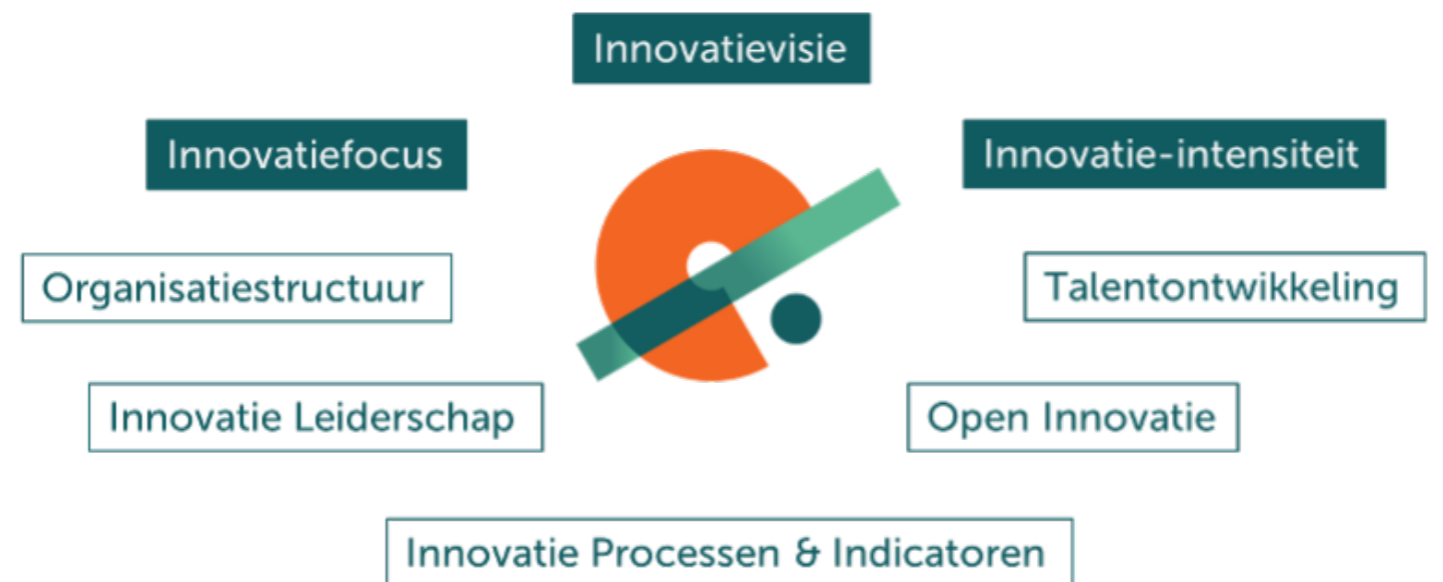 Innovatievisie
Innovatiefocus
Innovatie-intensiteit
Organisatiestructuur
Talentontwikkeling
Innovatie Leiderschap
Open Innovatie
Innovatie Processen & Indicatoren